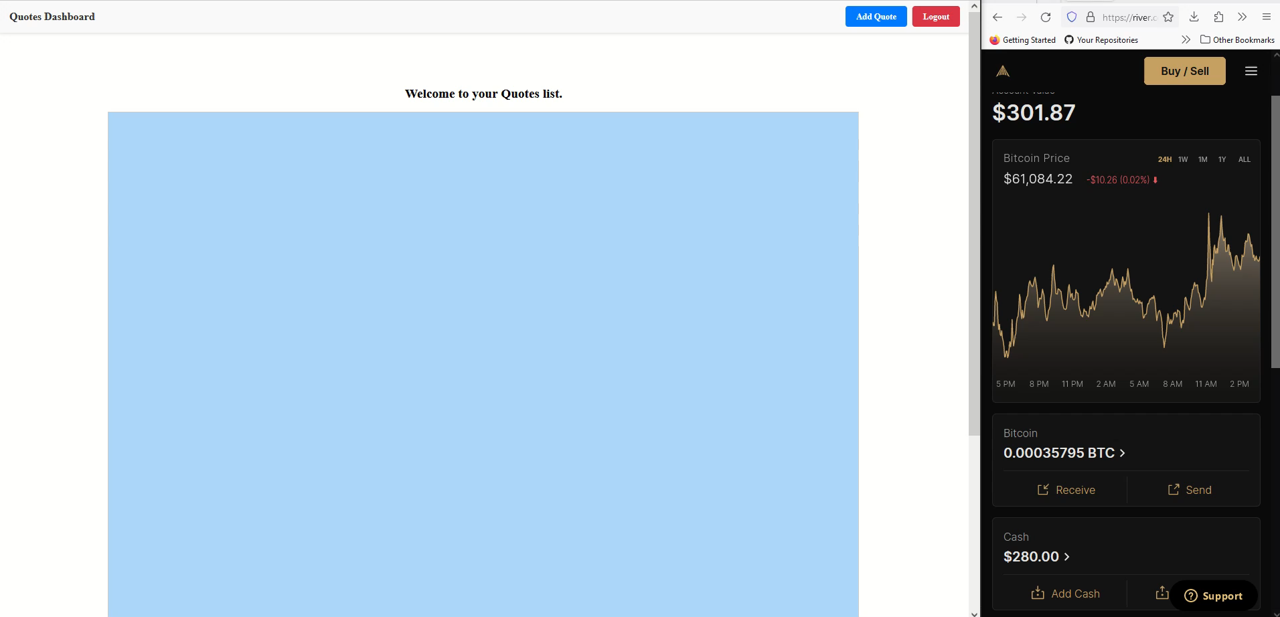 Quotes Dashboard
Add Quote
Logout
Welcome to your Quotes list.
https://river.c
Getting Started
Your Repositories
Other Bookmarks
Buy / Sell
Account Value
$301.87
Bitcoin Price
24H 1W 1M 1Y ALL
$61,084.22 -$10.26 (0.02%)
5 PM 8 PM 11 PM 2 AM 5 AM 8 AM 11 AM 2 PM
Bitcoin
0.00035795 BTC >
Receive
Send
Cash
$280.00 >
Add Cash
Support